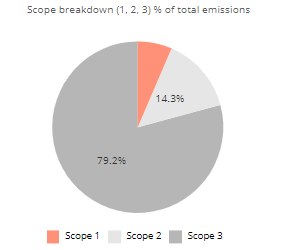 Scope breakdown (1, 2, 3) % of total emissions
14.3%
79.2%
Scope 1 Scope 2 Scope 3